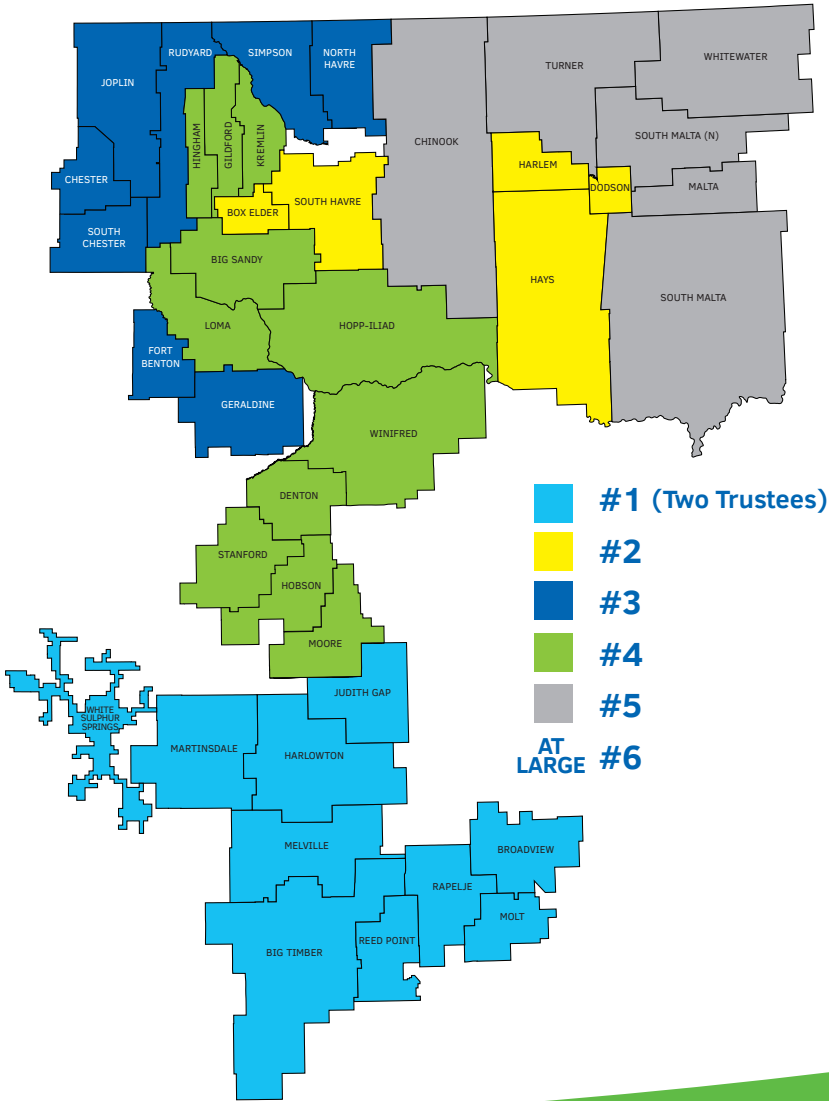 RUDYARD
SIMPSON
NORTH
HAVRE
JOPLIN
TURNER
WHITEWATER
CHINOOK
HINGHAM
GILDFORD
KREMLIN
SOUTH MALTA (N)
HARLEM
CHESTER
DODSON
MALTA
SOUTH HAVRE
BOX ELDER
SOUTH
CHESTER
BIG SANDY
HAYS
SOUTH MALTA
LOMA
HOPP-ILIAD
FORT
BENTON
GERALDINE
WINIFRED
DENTON
STANFORD
HOBSON
MOORE
#1 (Two Trustees)
#2
#3
#4
#5
AT
LARGE #6
JUDITH GAP
WHITE
SULPHUR
SPRINGS
MARTINSDALE
HARLOWTON
MELVILLE
BROADVIEW
RAPELJE
MOLT
REED POINT
BIG TIMBER